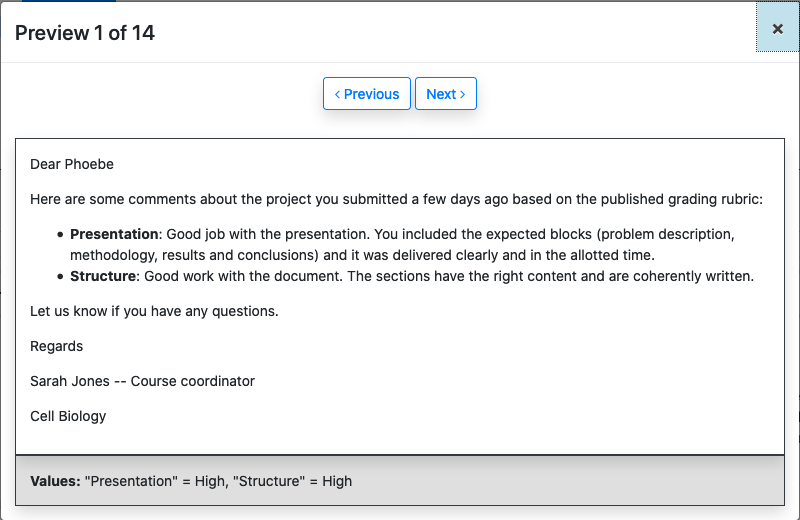 Preview 1 of 14
×
‹ Previous
Next ›
Dear Phoebe
Here are some comments about the project you submitted a few days ago based on the published grading rubric:
• Presentation: Good job with the presentation. You included the expected blocks (problem description,
methodology, results and conclusions) and it was delivered clearly and in the allotted time.
• Structure: Good work with the document. The sections have the right content and are coherently written.
Let us know if you have any questions.
Regards
Sarah Jones -- Course coordinator
Cell Biology
Values: "Presentation" = High, "Structure" = High